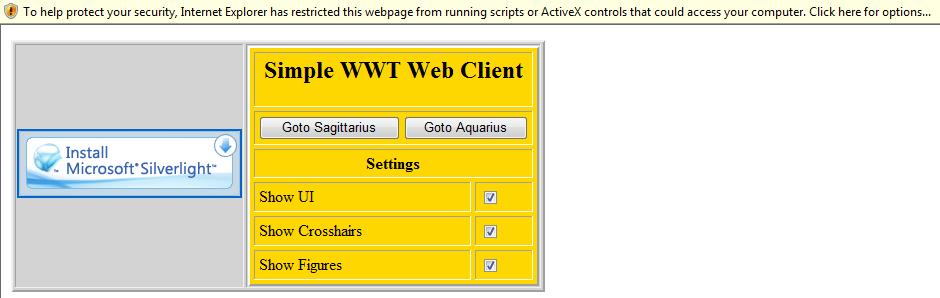 To help protect your security, Internet Explorer has restricted this webpage from running scripts or ActiveX controls that could access your computer. Click here for options...
Install
Microsoft® Silverlight™
Simple WWT Web Client
Goto Sagittarius
Goto Aquarius
Settings
Show UI
Show Crosshairs
Show Figures